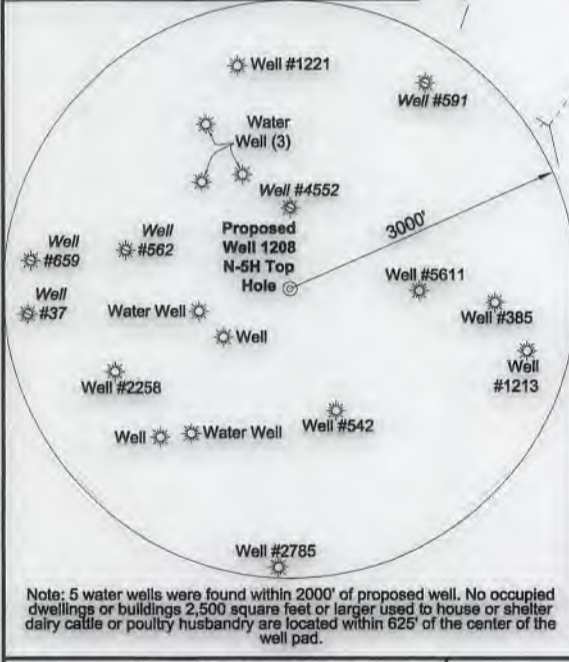 Well #1221
Well #591
Water
Well (3)
Well #4552
Proposed
Well 1208
N-5H Top
Hole
3000'
Well
#659
Well
#562
Well
#37
Well #5611
Well #385
Water Well
Well
Well
#1213
Well #2258
Well #542
Well
Water Well
Well #2785
Note: 5 water wells were found within 2000' of proposed well. No occupied
dwellings or buildings 2,500 square feet or larger used to house or shelter
dairy cattle or poultry husbandry are located within 625' of the center of the
well pad.